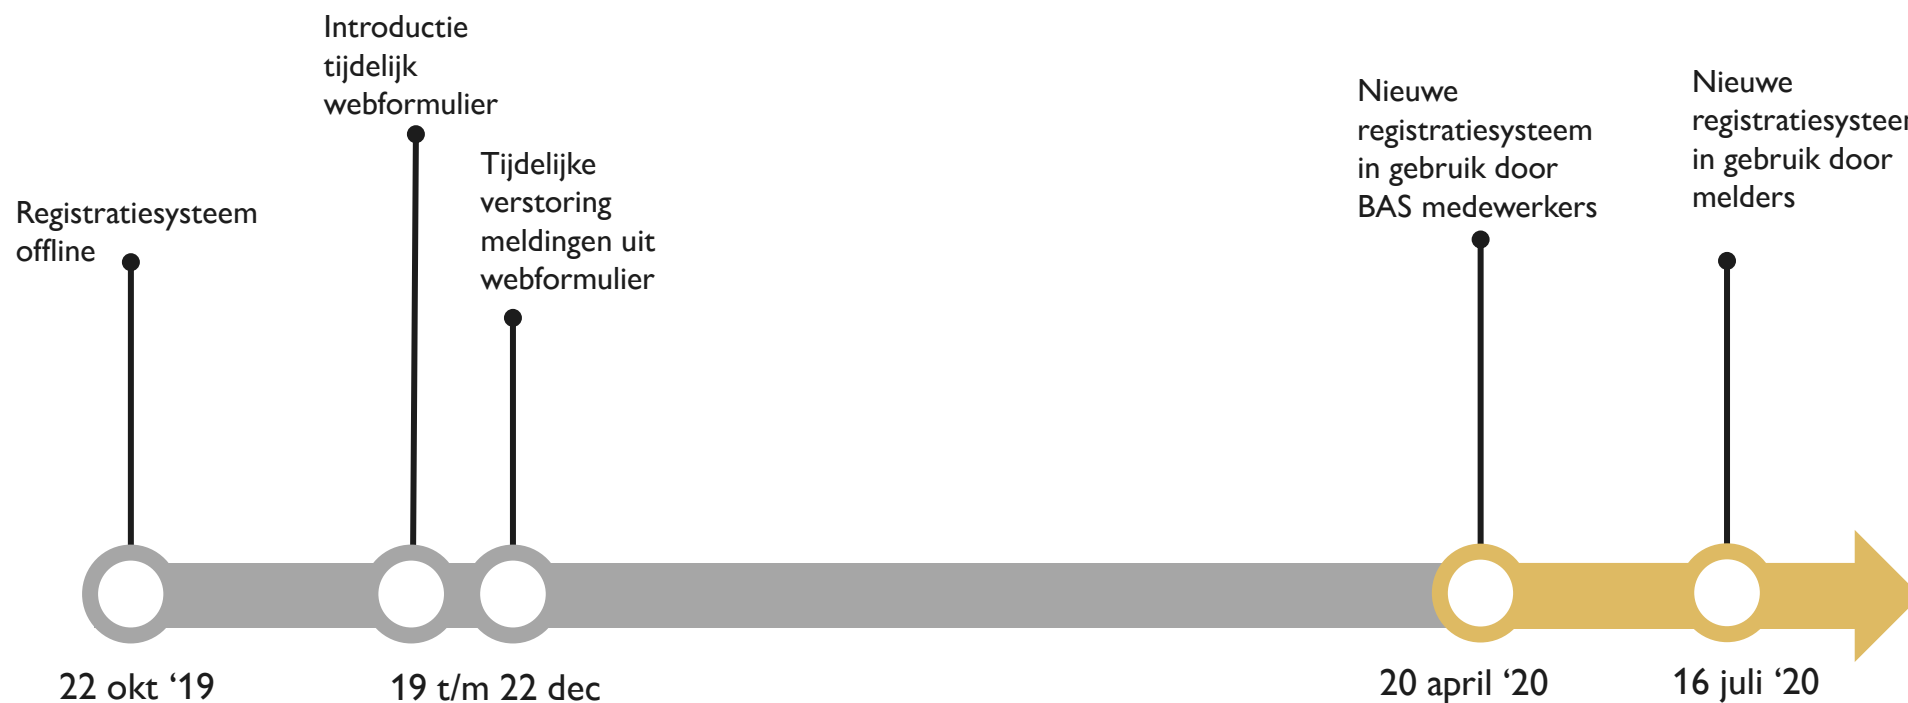 Introductie
tijdelijk
webformulier
Tijdelijke
verstoring
meldingen uit
webformulier
Registratiesysteem
offline
Nieuwe
registratiesysteem
in gebruik door
BAS medewerkers
Nieuwe
registratiesysteem
in gebruik door
melders
22 okt ‘19
19 t/m 22 dec
20 april ‘20
16 juli ‘20